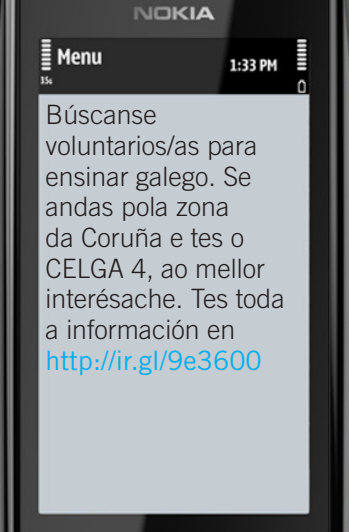 NOKIA
Menu
1:33 PM
35s
Búscanse
voluntarios/as para
ensinar galego. Se
andas pola zona
da Coruña e tes o
CELGA 4, ao mellor
interésache. Tes toda
a información en
http://ir.gl/9e3600